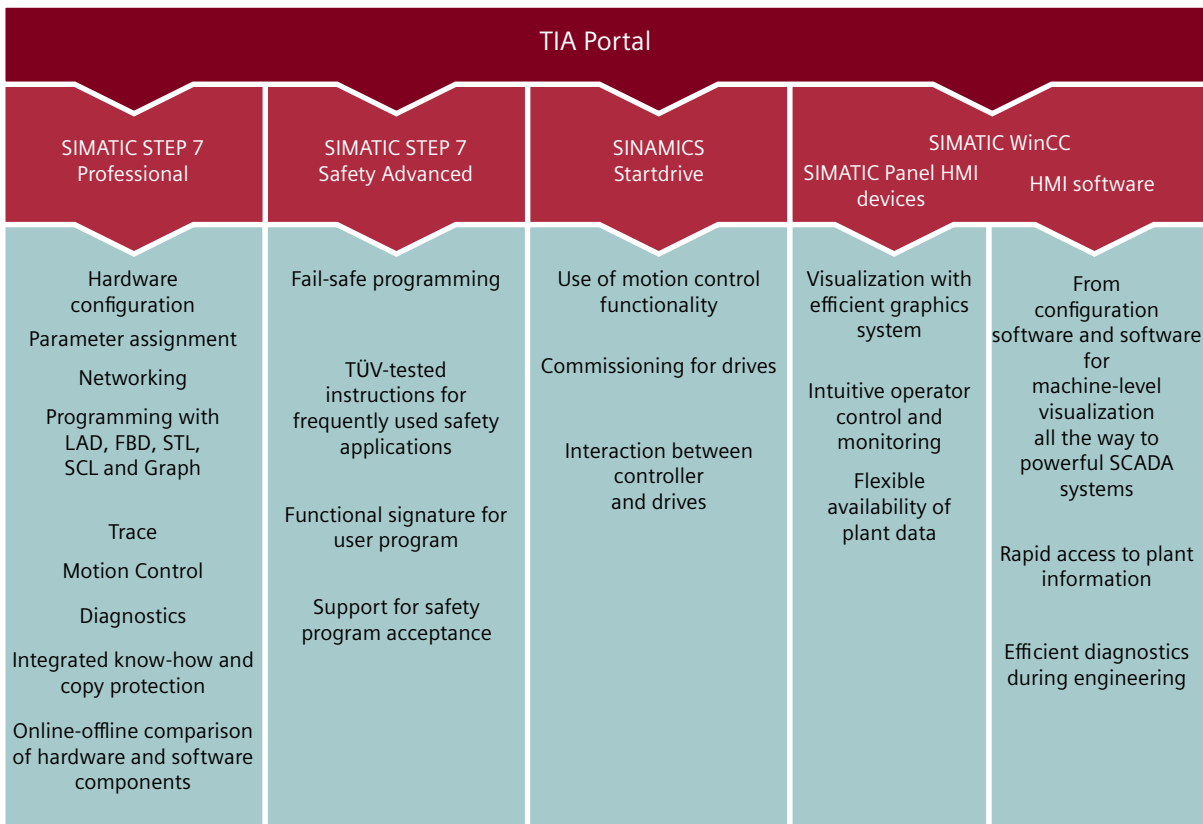 TIA Portal
SIMATIC STEP 7
Professional
SIMATIC STEP 7
Safety Advanced
SINAMICS
Startdrive
SIMATIC WinCC
SIMATIC Panel HMI
devices
HMI software
Hardware
configuration
Parameter assignment
Networking
Programming with
LAD, FBD, STL,
SCL and Graph
Trace
Motion Control
Diagnostics
Integrated know-how and
copy protection
Online-offline comparison
of hardware and software
components
Fail-safe programming
TÜV-tested
instructions for
frequently used safety
applications
Functional signature for
user program
Support for safety
program acceptance
Use of motion control
functionality
Commissioning for drives
Interaction between
controller
and drives
Visualization with
efficient graphics
system
Intuitive operator
control and
monitoring
Flexible
availability of
plant data
From
configuration
software and software
for
machine-level
visualization
all the way to
powerful SCADA
systems
Rapid access to plant
information
Efficient diagnostics
during engineering